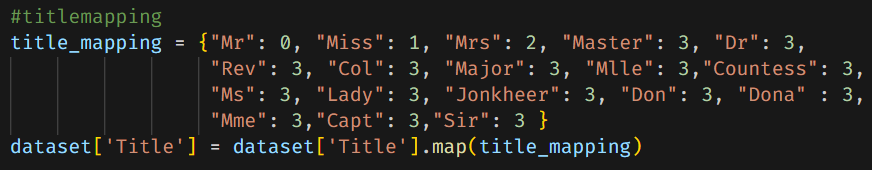 #titlemapping
title_mapping = {"Mr": 0, "Miss": 1, "Mrs": 2, "Master": 3, "Dr": 3,
"Rev": 3, "Col": 3, "Major": 3, "Mlle": 3,"Countess": 3,
"Ms": 3, "Lady": 3, "Jonkheer": 3, "Don": 3, "Dona" : 3,
"Mme": 3,"Capt": 3,"Sir": 3 }
dataset['Title'] = dataset['Title'].map(title_mapping)